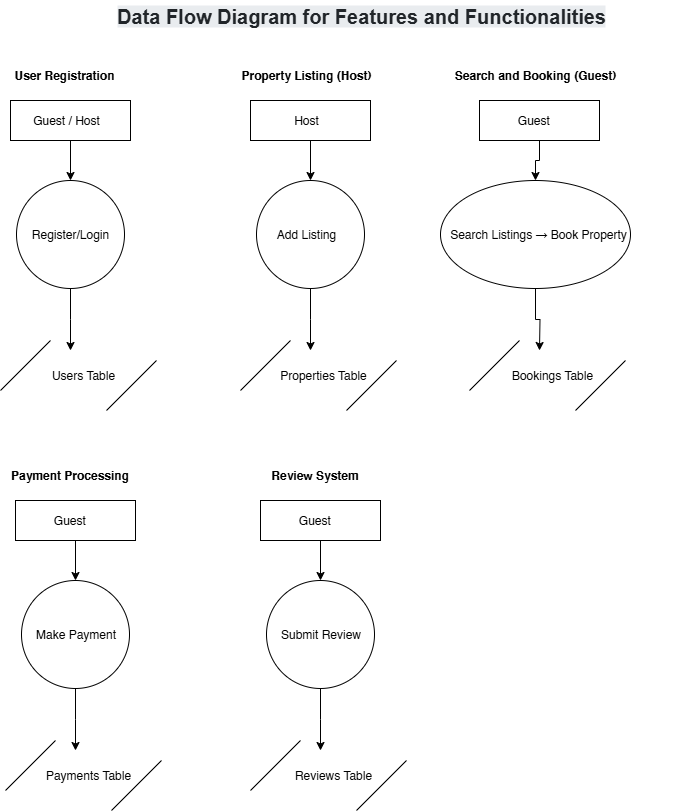 Data Flow Diagram for Features and Functionalities
User Registration
Guest / Host
Register/Login
Users Table
Property Listing (Host)
Host
Add Listing
Properties Table
Search and Booking (Guest)
Guest
Search Listings → Book Property
Bookings Table
Payment Processing
Guest
Make Payment
Payments Table
Review System
Guest
Submit Review
Reviews Table